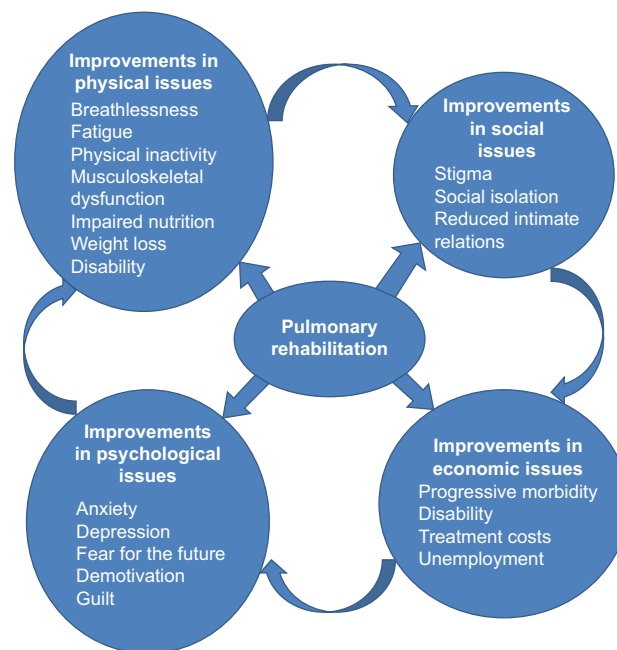 Improvements in
physical issues
Breathlessness
Fatigue
Physical inactivity
Musculoskeletal
dysfunction
Impaired nutrition
Weight loss
Disability
Improvements
in social
issues
Stigma
Social isolation
Reduced intimate
relations
Pulmonary
rehabilitation
Improvements
in psychological
issues
Anxiety
Depression
Fear for the future
Demotivation
Guilt
Improvements in
economic issues
Progressive morbidity
Disability
Treatment costs
Unemployment